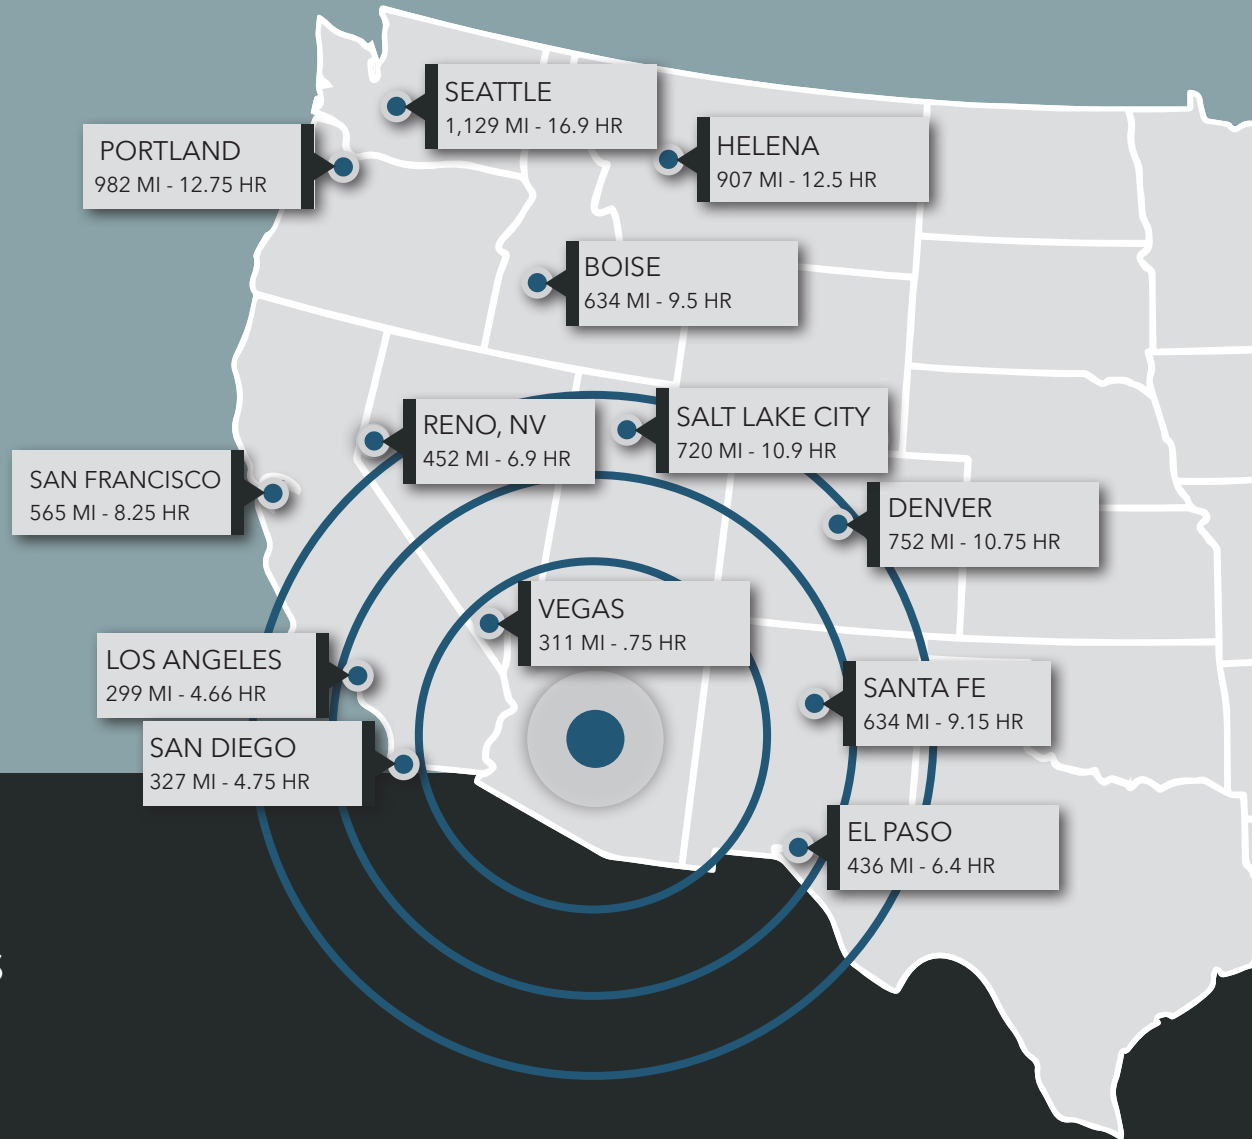 SEATTLE
1,129 MI - 16.9 HR
PORTLAND
982 MI - 12.75 HR
HELENA
907 MI - 12.5 HR
BOISE
634 MI - 9.5 HR
RENO, NV
452 MI - 6.9 HR
SALT LAKE CITY
720 MI - 10.9 HR
SAN FRANCISCO
565 MI - 8.25 HR
DENVER
752 MI - 10.75 HR
VEGAS
311 MI - .75 HR
LOS ANGELES
299 MI - 4.66 HR
SANTA FE
634 MI - 9.15 HR
SAN DIEGO
327 MI - 4.75 HR
EL PASO
436 MI - 6.4 HR